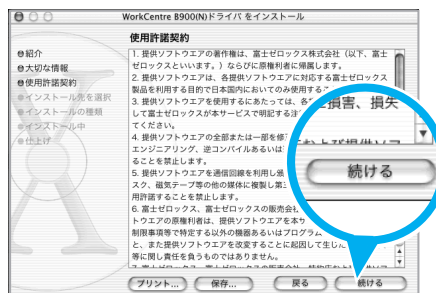 WorkCentre B900(N)ドライバ をインストール
使用許諾契約
紹介
大切な情報
使用許諾契約
インストール先を選択
インストールの種類
インストール中
仕上げ
1. 提供ソフトウエアの著作権は、富士ゼロックス株式会社（以下、富士
ゼロックスといいます。）ならびに原権利者に帰属します。
2. 提供ソフトウエアは、各提供ソフトウエアに対応する富士ゼロックス
製品を利用する目的で日本国内においてのみ使用するこ
3. 提供ソフトウエアを使用するにあたっては、各
して富士ゼロックスが本サービスで明記する注
てください。
4. 提供ソフトウエアの全部または一部を修
エンジニアリング、逆コンパイルあるいは
ることを禁止します。
5. 提供ソフトウエアを通信回線を利用し
スク、磁気テープ等の他の媒体に複製し第三
用許諾することを禁止します。
6. 富士ゼロックス、富士ゼロックスの販売会社
トウエアの原権利者は、提供ソフトウエアを本サ
制限事項等で特定する以外の機器あるいはプログラム
と、また提供ソフトウエアを改変することに起因して生じた
等に関し責任を負うものではありません。
損害、損失
続ける
プリント... 保存... 戻る 続ける